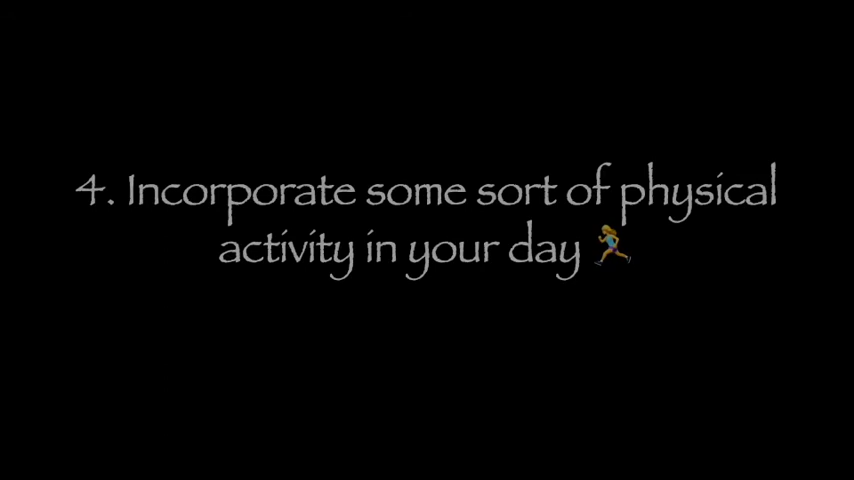 4. Incorporate some sort of physical
activity in your day 🏃‍♀️